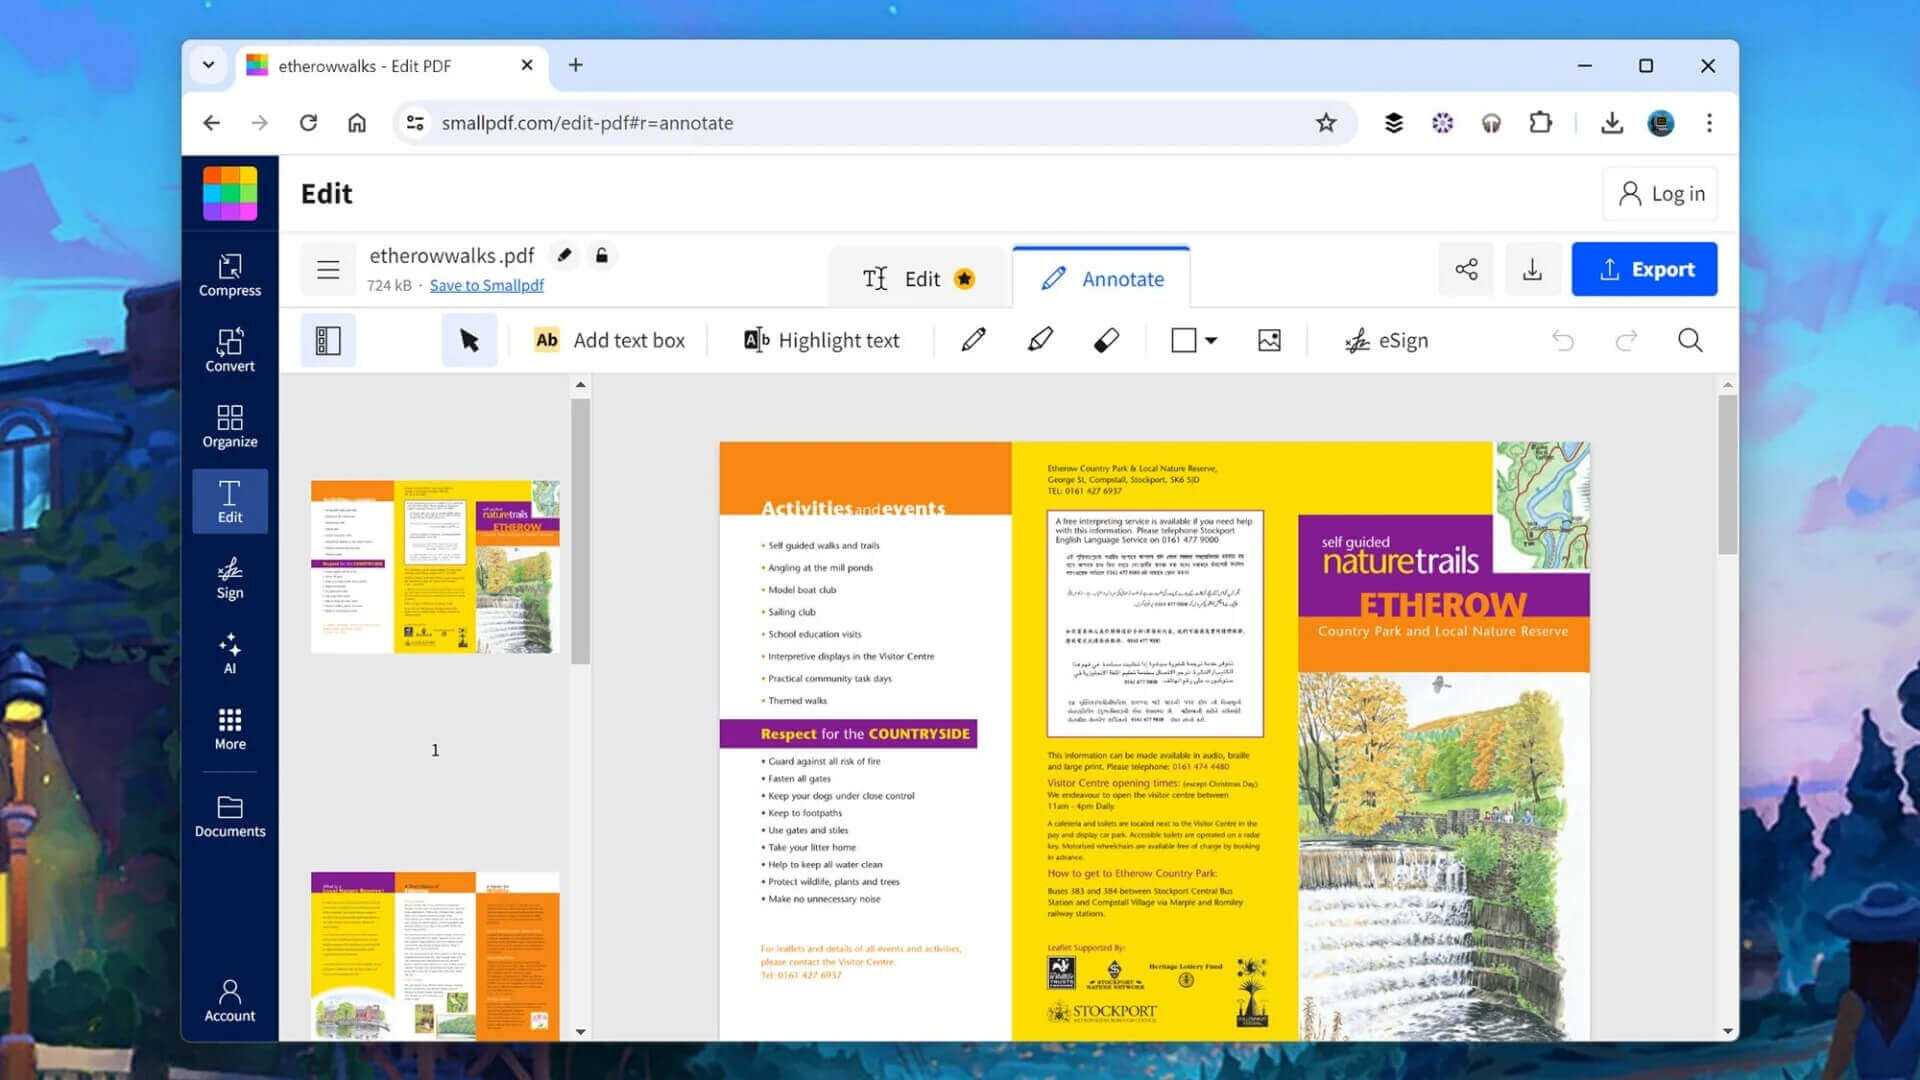 etherowwalks - Edit PDF
smallpdf.com/edit-pdf#r=annotate
Edit
Log in
etherowwalks.pdf
724 kB · Save to Smallpdf
Edit
Annotate
Export
Ab Add text box
Highlight text
eSign
Compress
Convert
Organize
Edit
Sign
AI
More
Documents
Account
1
Activities and events
• Self guided walks and trails
• Angling at the mill ponds
• Model boat club
• Sailing club
• School education visits
• Interpretive displays in the Visitor Centre
• Practical community task days
• Themed walks
Respect for the COUNTRYSIDE
• Guard against all risk of fire
• Fasten all gates
• Keep your dogs under close control
• Keep to footpaths
• Use gates and stiles
• Take your litter home
• Help to keep all water clean
• Protect wildlife, plants and trees
• Make no unnecessary noise
For leaflets and details of all events and activities,
please contact the Visitor Centre.
Tel: 0161 427 6937
Etherow Country Park & Local Nature Reserve,
George St, Compstall, Stockport. SK6 5JD
TEL: 0161 427 6937
A free interpreting service is available if you need help
with this information. Please telephone Stockport
English Language Service on 0161 477 9000
This information can be made available in audio, braille
and large print. Please telephone: 0161 474 4480
Visitor Centre opening times: (except Christmas Day)
We endeavour to open the visitor centre between
11am - 4pm Daily.
A cafeteria and toilets are located next to the Visitor Centre in the
pay and display car park. Accessible toilets are operated on a radar
key. Motorised wheelchairs are available free of charge by booking
in advance.
How to get to Etherow Country Park:
Buses 383 and 384 between Stockport Central Bus
Station and Compstall Village via Marple and Romiley
railway stations.
Leaflet Supported By:
Heritage Lottery Fund
STOCKPORT
METROPOLITAN BOROUGH COUNCIL
self guided
naturetrails
ETHEROW
Country Park and Local Nature Reserve